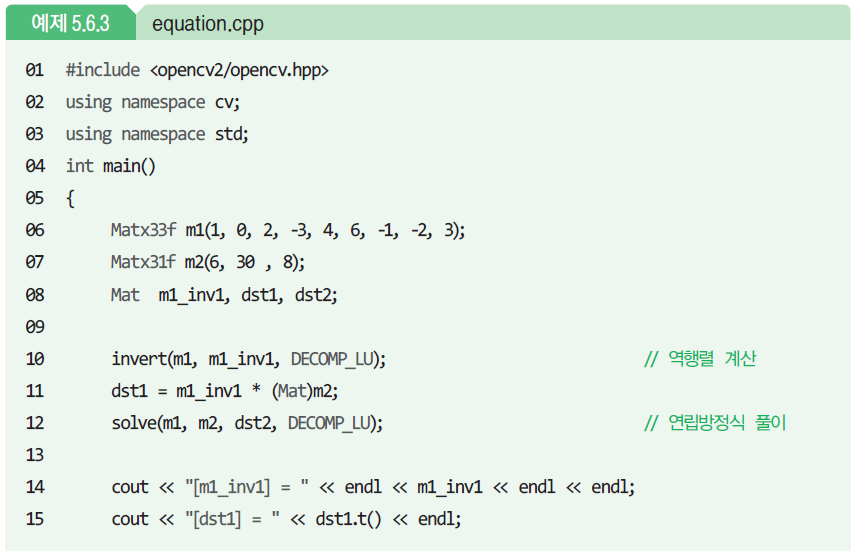 예제 5.6.3 equation.cpp
01 #include <opencv2/opencv.hpp>
02 using namespace cv;
03 using namespace std;
04 int main()
05 {
06 Matx33f m1(1, 0, 2, -3, 4, 6, -1, -2, 3);
07 Matx31f m2(6, 30 , 8);
08 Mat m1_inv1, dst1, dst2;
09
10 invert(m1, m1_inv1, DECOMP_LU); // 역행렬 계산
11 dst1 = m1_inv1 * (Mat)m2;
12 solve(m1, m2, dst2, DECOMP_LU); // 연립방정식 풀이
13
14 cout << "[m1_inv1] = " << endl << m1_inv1 << endl << endl;
15 cout << "[dst1] = " << dst1.t() << endl;